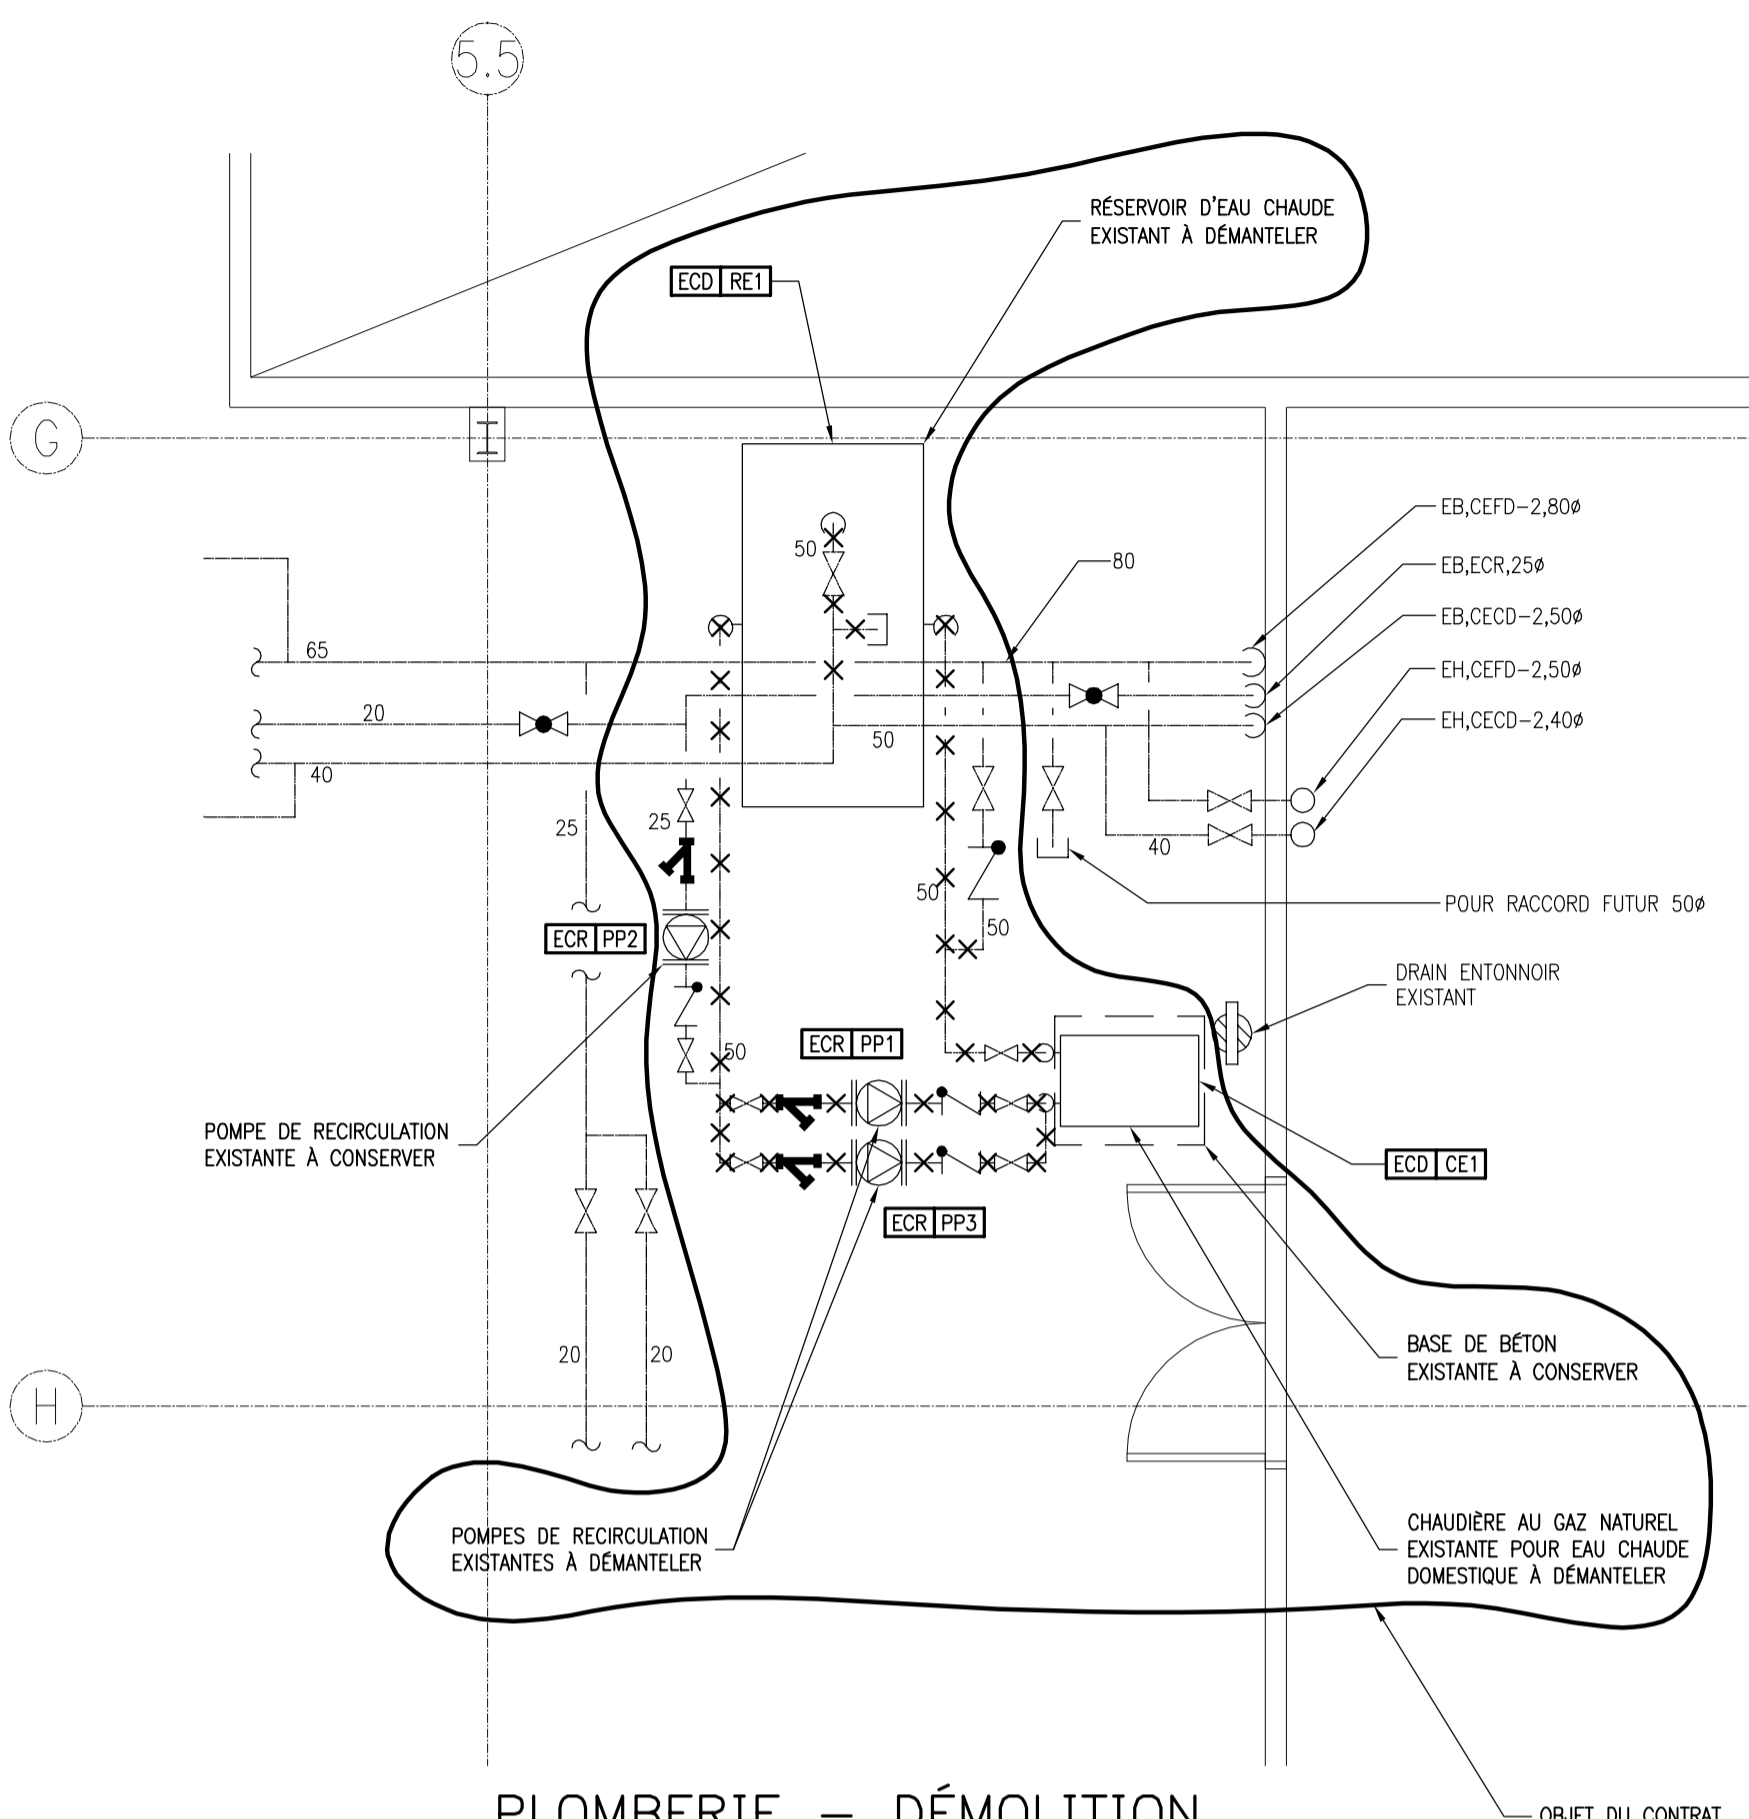 5.5
RÉSERVOIR D'EAU CHAUDE
EXISTANT À DÉMANTELER
ECD RE1
G
EB,CEFD-2,80ø
50
80
EB,ECR,25ø
EB,CECD-2,50ø
65
EH,CEFD-2,50ø
20
EH,CECD-2,40ø
50
40
25
25
40
50
POUR RACCORD FUTUR 50ø
50
ECR PP2
DRAIN ENTONNOIR
EXISTANT
ECR PP1
50
POMPE DE RECIRCULATION
EXISTANTE À CONSERVER
ECD CE1
ECR PP3
BASE DE BÉTON
EXISTANTE À CONSERVER
20
20
H
CHAUDIÈRE AU GAZ NATUREL
EXISTANTE POUR EAU CHAUDE
DOMESTIQUE À DÉMANTELER
POMPES DE RECIRCULATION
EXISTANTES À DÉMANTELER
PLOMBERIE - DÉMOLITION
OBJET DU CONTRAT